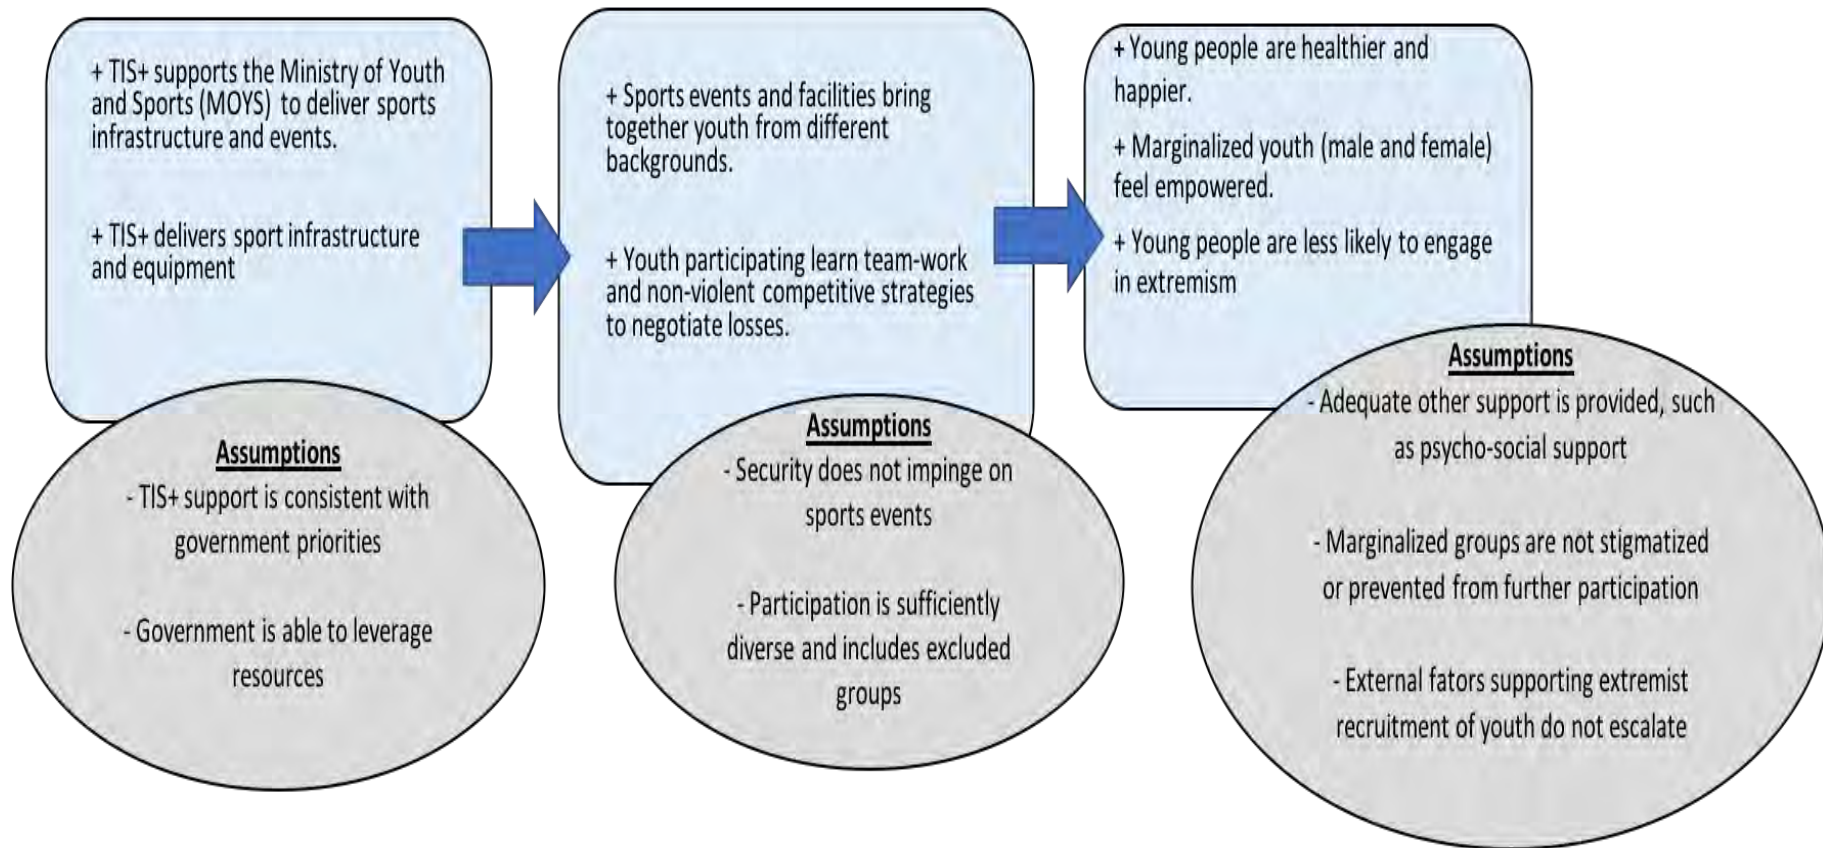 + TIS+ supports the Ministry of Youth
and Sports (MOYS) to deliver sports
infrastructure and events.
+ TIS+ delivers sport infrastructure
and equipment
Assumptions
- TIS+ support is consistent with
government priorities
- Government is able to leverage
resources
+ Sports events and facilities bring
together youth from different
backgrounds.
+ Youth participating learn team-work
and non-violent competitive strategies
to negotiate losses.
Assumptions
- Security does not impinge on
sports events
- Participation is sufficiently
diverse and includes excluded
groups
+ Young people are healthier and
happier.
+ Marginalized youth (male and female)
feel empowered.
+ Young people are less likely to engage
in extremism
Assumptions
- Adequate other support is provided, such
as psycho-social support
- Marginalized groups are not stigmatized
or prevented from further participation
- External fators supporting extremist
recruitment of youth do not escalate